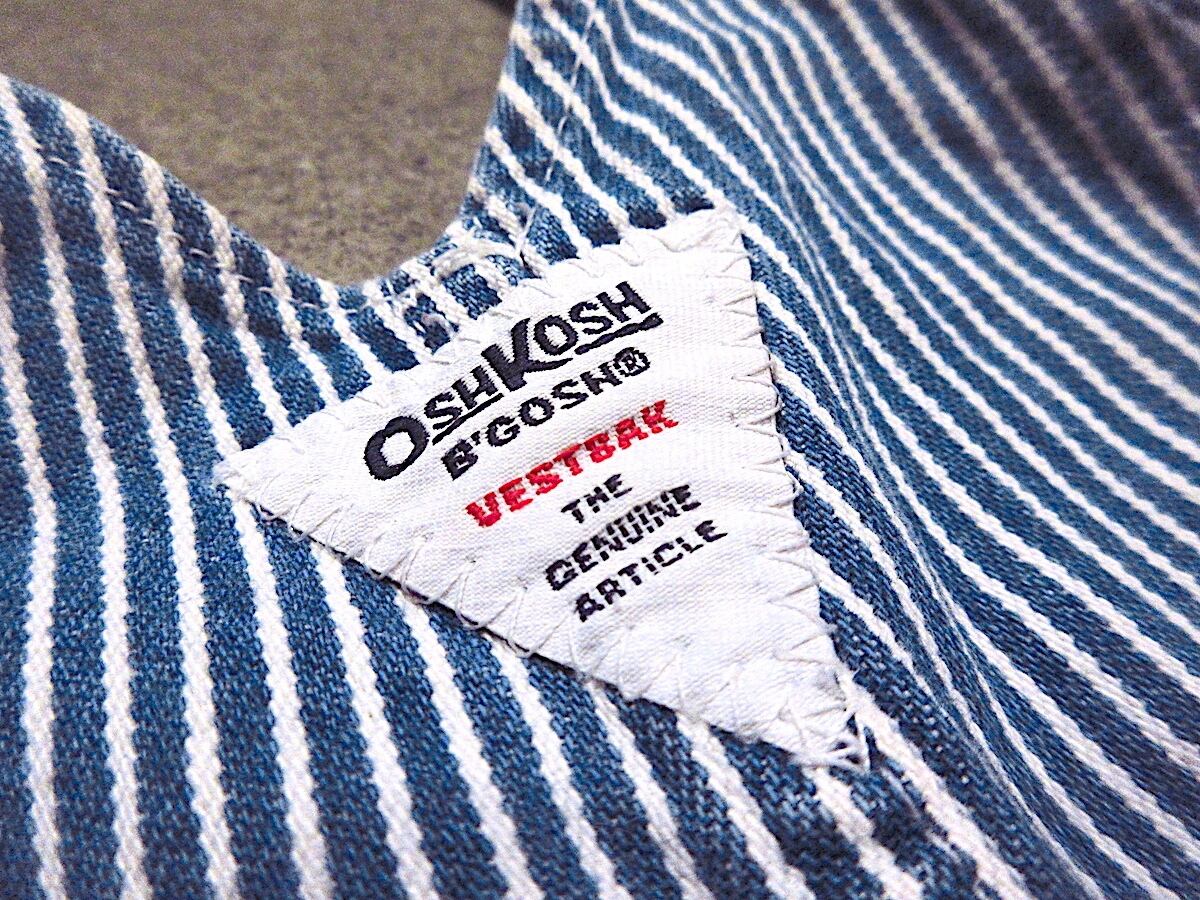 OSHKOSH
B'GOSH®
VESTBAK
THE
GENUINE
ARTICLE